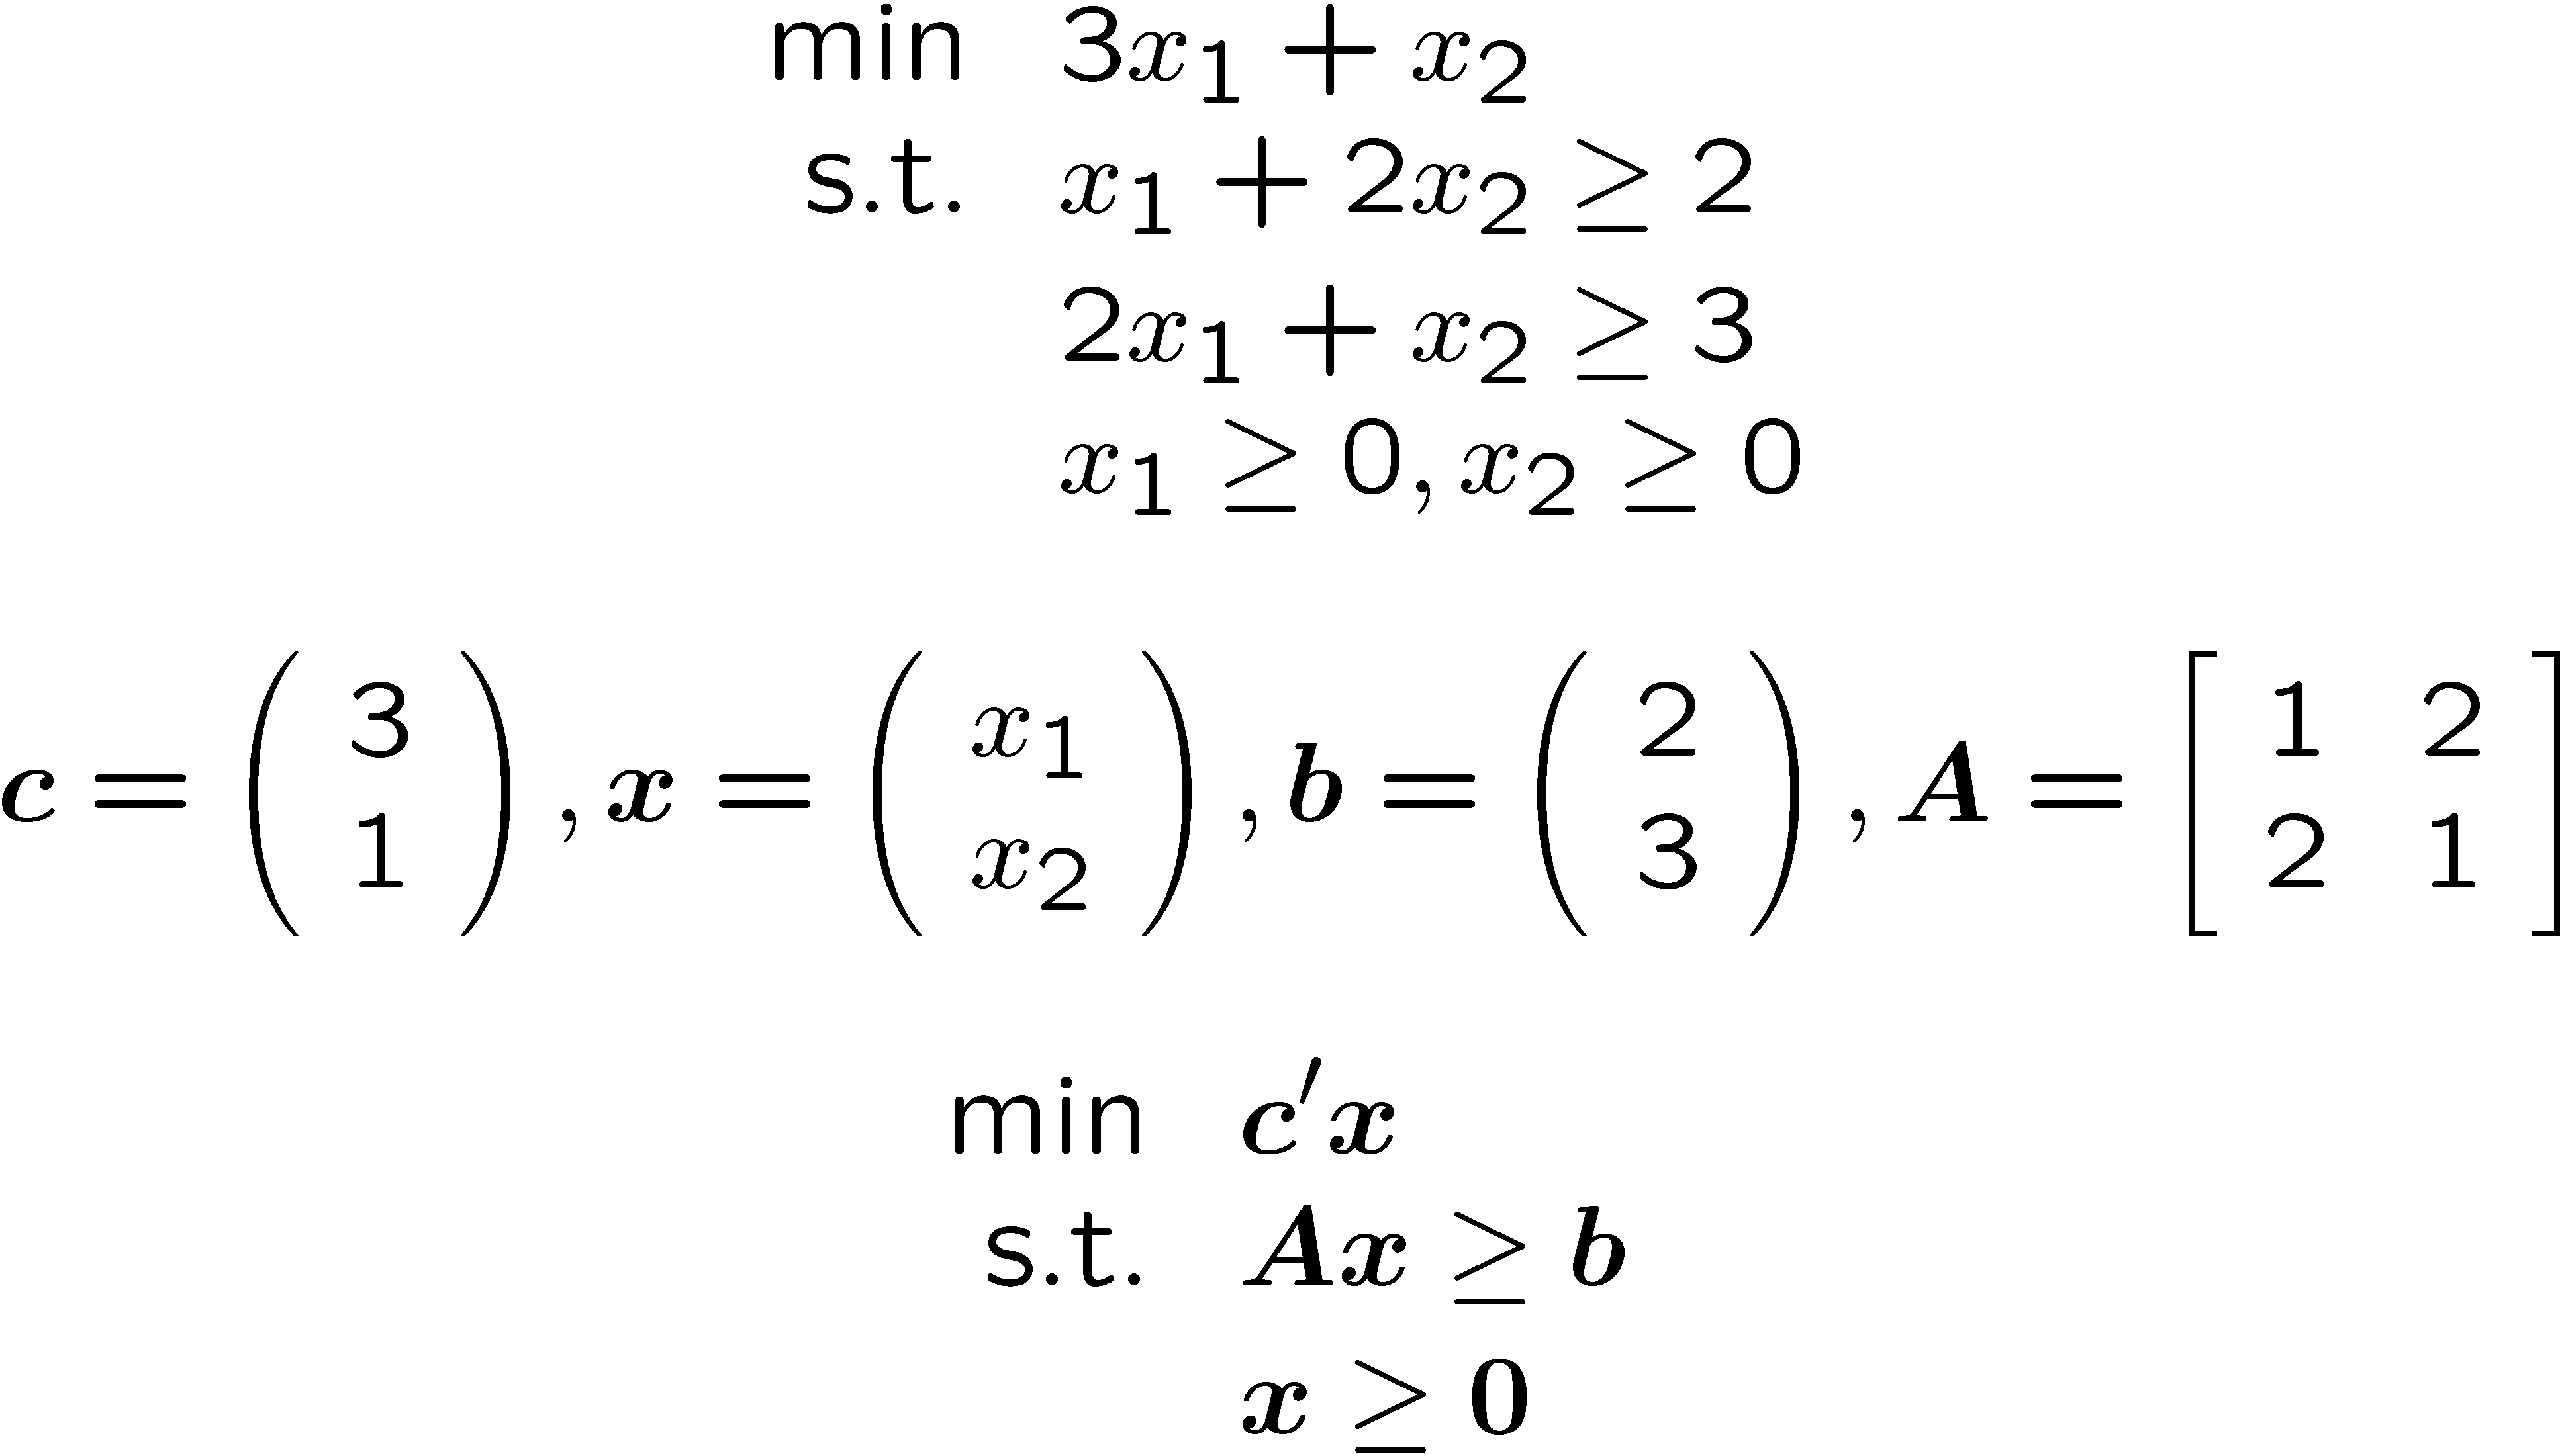 min 3x₁ + x₂
s.t. x₁ + 2x₂ ≥ 2
2x₁ + x₂ ≥ 3
x₁ ≥ 0, x₂ ≥ 0
c = ( 3 1 ), x = ( x₁ x₂ ), b = ( 2 3 ), A = [ 1 2 2 1 ]
min c′x
s.t. Ax ≥ b
x ≥ 0